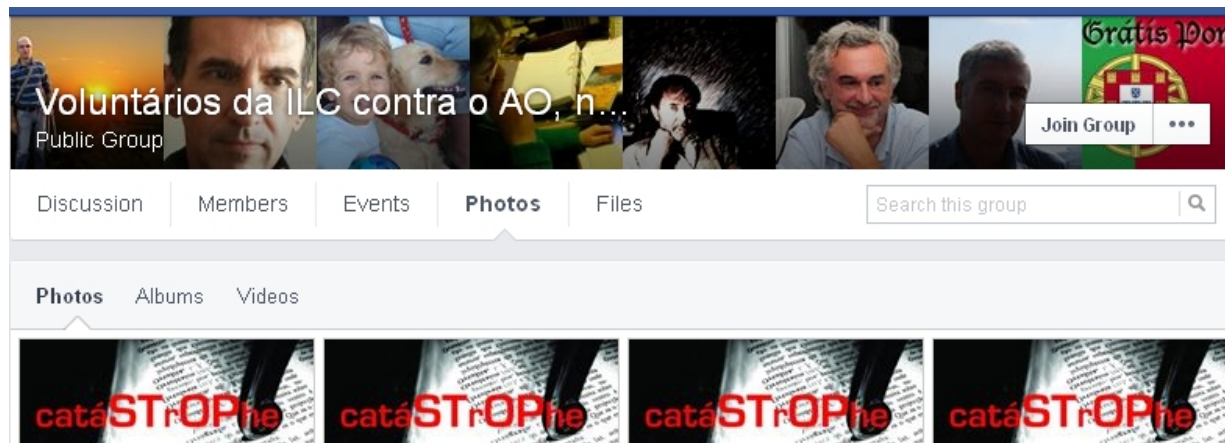 Grátis Por
Voluntários da ILC contra o AO, n...
Public Group
Join Group
Discussion Members Events Photos Files Search this group
Photos Albums Videos
catáSTrOPhe catáSTrOPhe catáSTrOPhe catáSTrOPhe